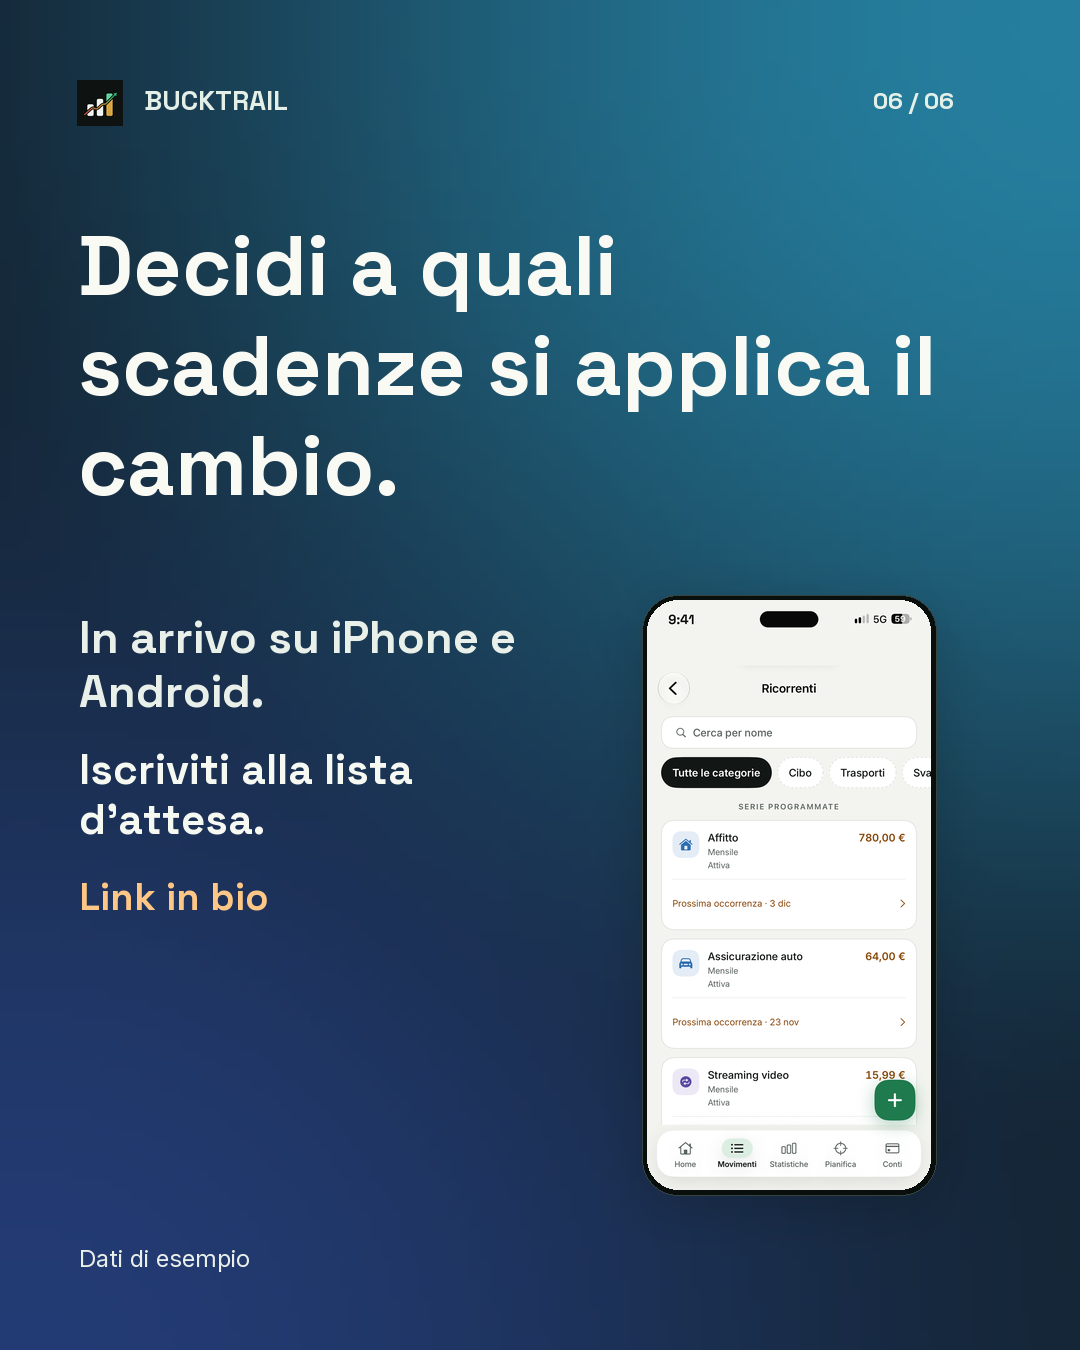 BUCKTRAIL
06 / 06
Decidi a quali
scadenze si applica il
cambio.
In arrivo su iPhone e
Android.
Iscriviti alla lista
d’attesa.
Link in bio
9:41
5G 59
Ricorrenti
Cerca per nome
Tutte le categorie Cibo Trasporti Sva
SERIE PROGRAMMATE
Affitto 780,00 €
Mensile
Attiva
Prossima occorrenza · 3 dic
Assicurazione auto 64,00 €
Mensile
Attiva
Prossima occorrenza · 23 nov
Streaming video 15,99 €
Mensile
Attiva
Home Movimenti Statistiche Pianifica Conti
Dati di esempio